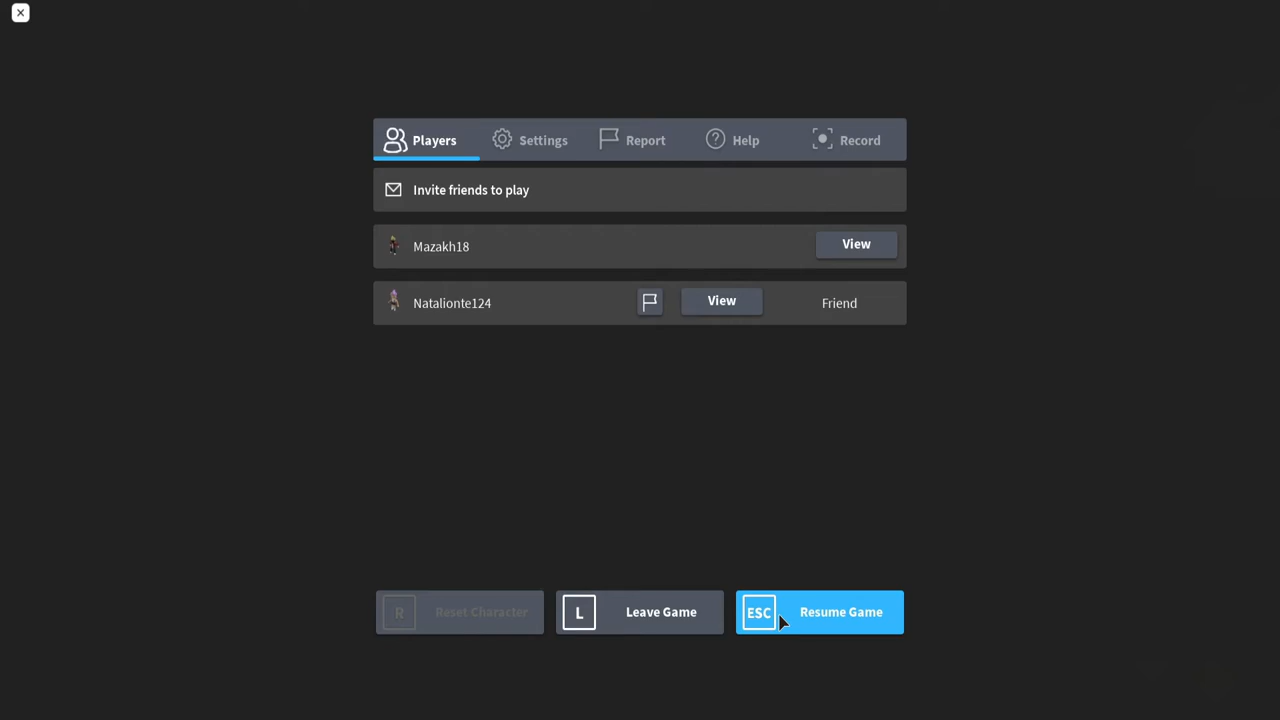 Players Settings Report Help Record
Invite friends to play
Mazakh18 View
Natalionte124 View Friend
R Reset Character L Leave Game ESC Resume Game